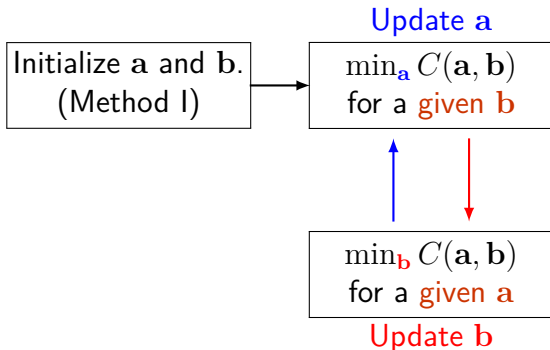 Update a
Initialize a and b.
(Method I)
min_a C(a, b)
for a given b
min_b C(a, b)
for a given a
Update b